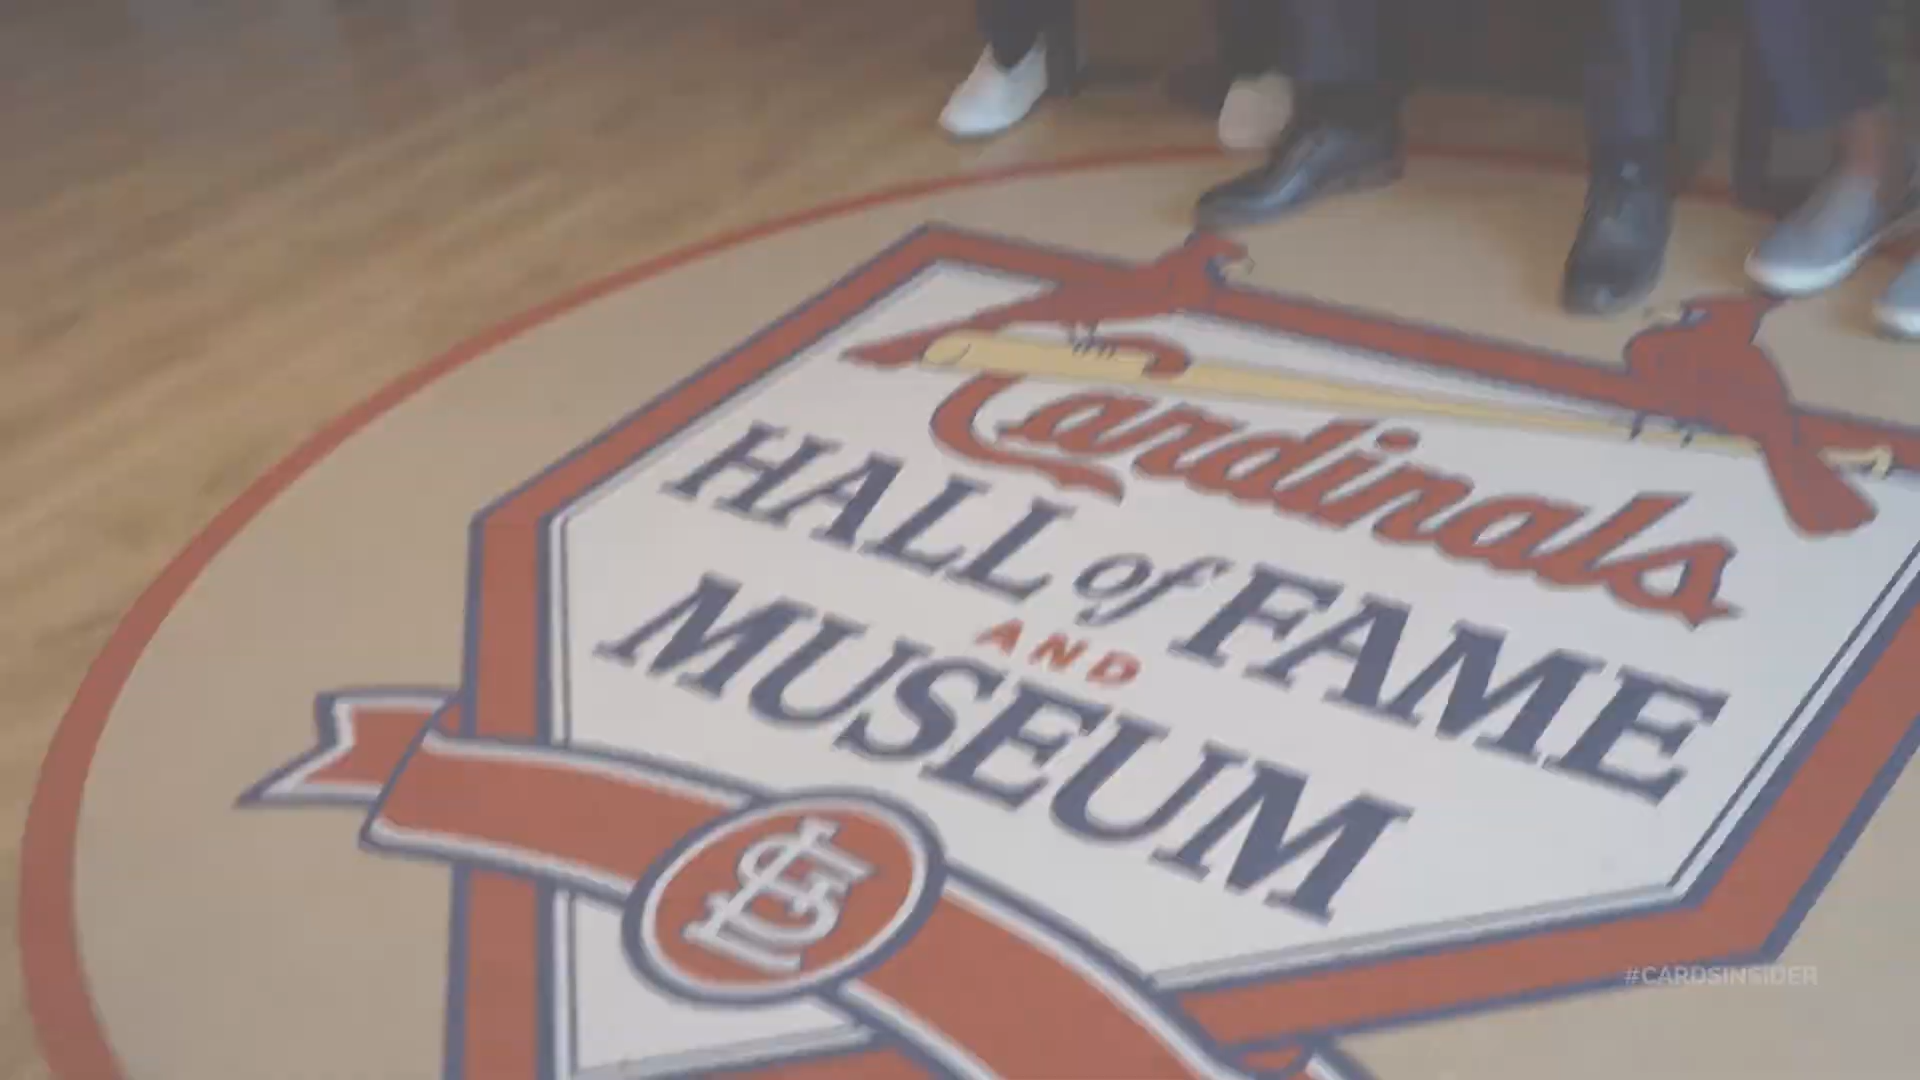 Cardinals
HALL of FAME
AND
MUSEUM
STL
#CARDSINSIDER